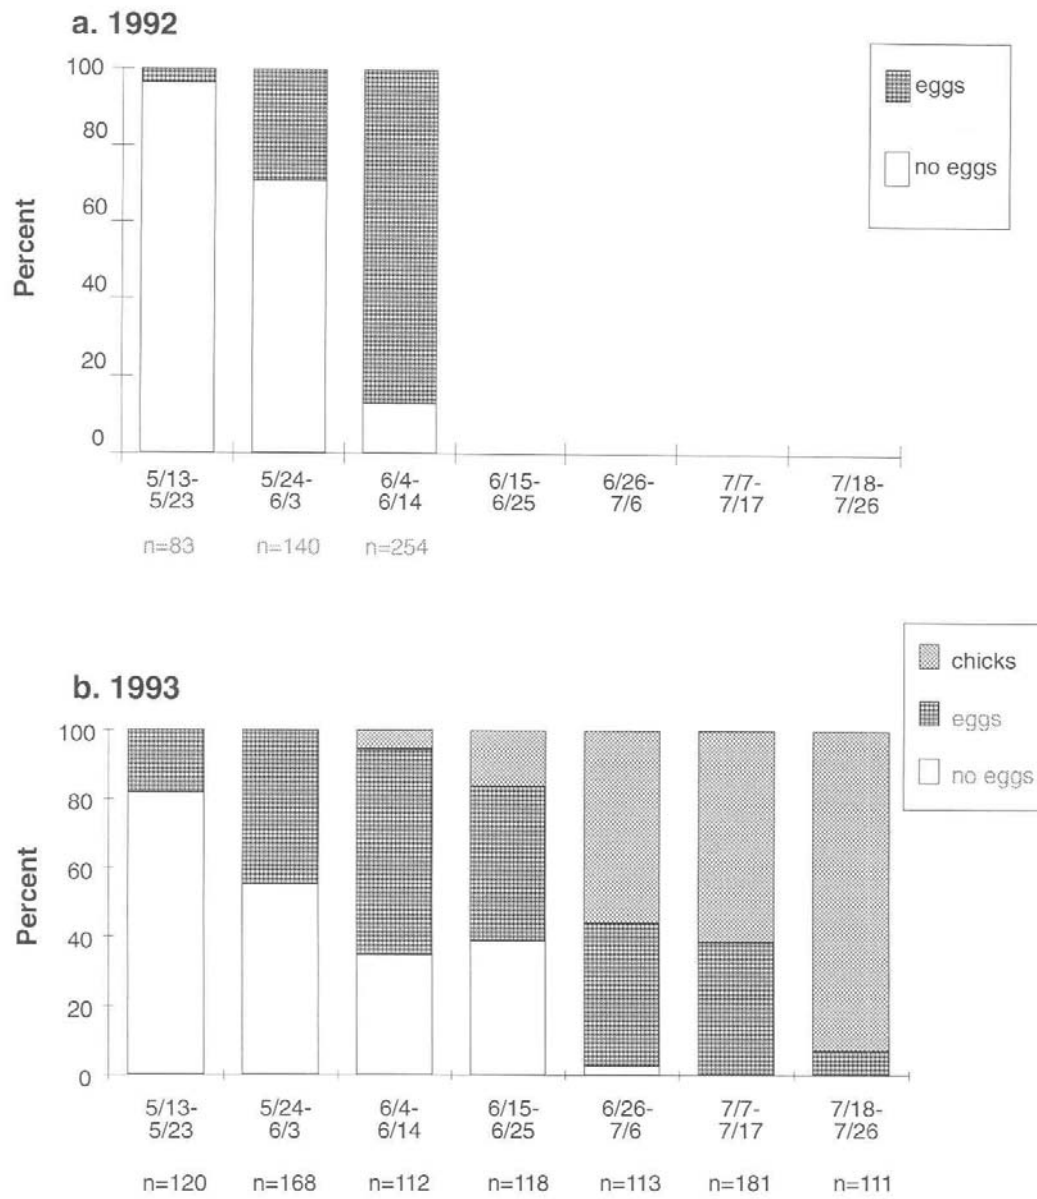 a. 1992
100
80
60
40
20
0
Percent
eggs
no eggs
5/13-
5/23
5/24-
6/3
6/4-
6/14
6/15-
6/25
6/26-
7/6
7/7-
7/17
7/18-
7/26
n=83
n=140
n=254
b. 1993
100
80
60
40
20
0
Percent
chicks
eggs
no eggs
5/13-
5/23
5/24-
6/3
6/4-
6/14
6/15-
6/25
6/26-
7/6
7/7-
7/17
7/18-
7/26
n=120
n=168
n=112
n=118
n=113
n=181
n=111